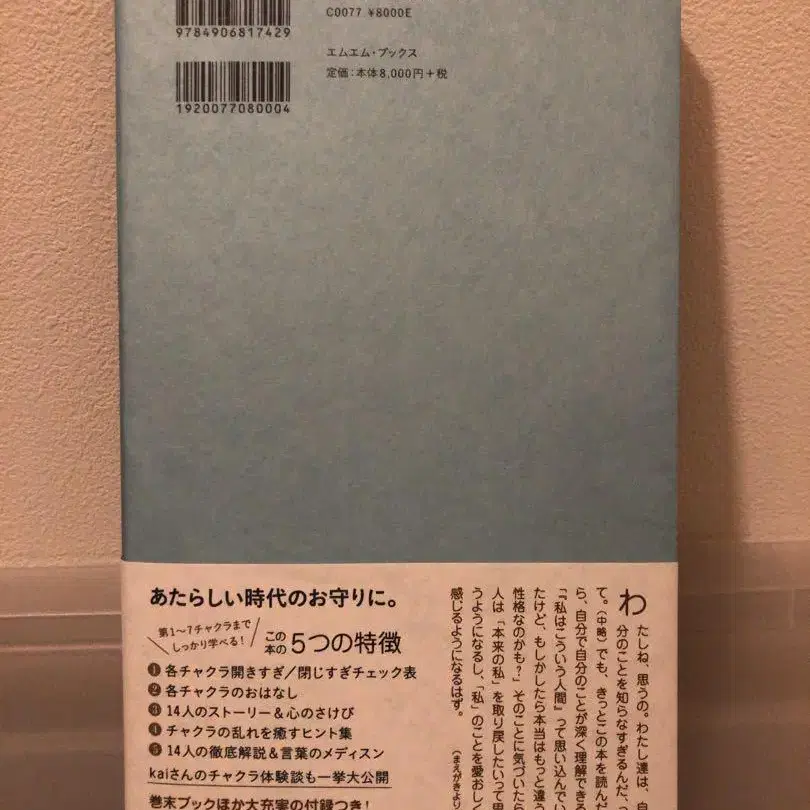 C0077 ¥8000E
9784906817429
エムエム・ブックス
定価：本体8,000円＋税
1920077080004
あたらしい時代のお守りに。
第1〜7チャクラまで
しっかり学べる！
この
本の
5つの特徴
❶ 各チャクラ開きすぎ／閉じすぎチェック表
❷ 各チャクラのおはなし
❸ 14人のストーリー＆心のさけび
❹ チャクラの乱れを癒すヒント集
❺ 14人の徹底解説＆言葉のメディスン
kaiさんのチャクラ体験談も一挙大公開
巻末ブックほか大充実の付録つき！
わたしね、思うの。わたし達は、自
分のことを知らなすぎるんだ、
て。（中略）でも、きっとこの本を読んだ
ら、自分で自分のことが深く理解できる
「『私はこういう人間』って思い込んでい
たけど、もしかしたら本当はもっと違う
性格なのかも？」そのことに気づいたら
人は「本来の私」を取り戻したいって思
うようになるし、「私」のことを愛おしく
感じるようになるはず。
（まえがきより